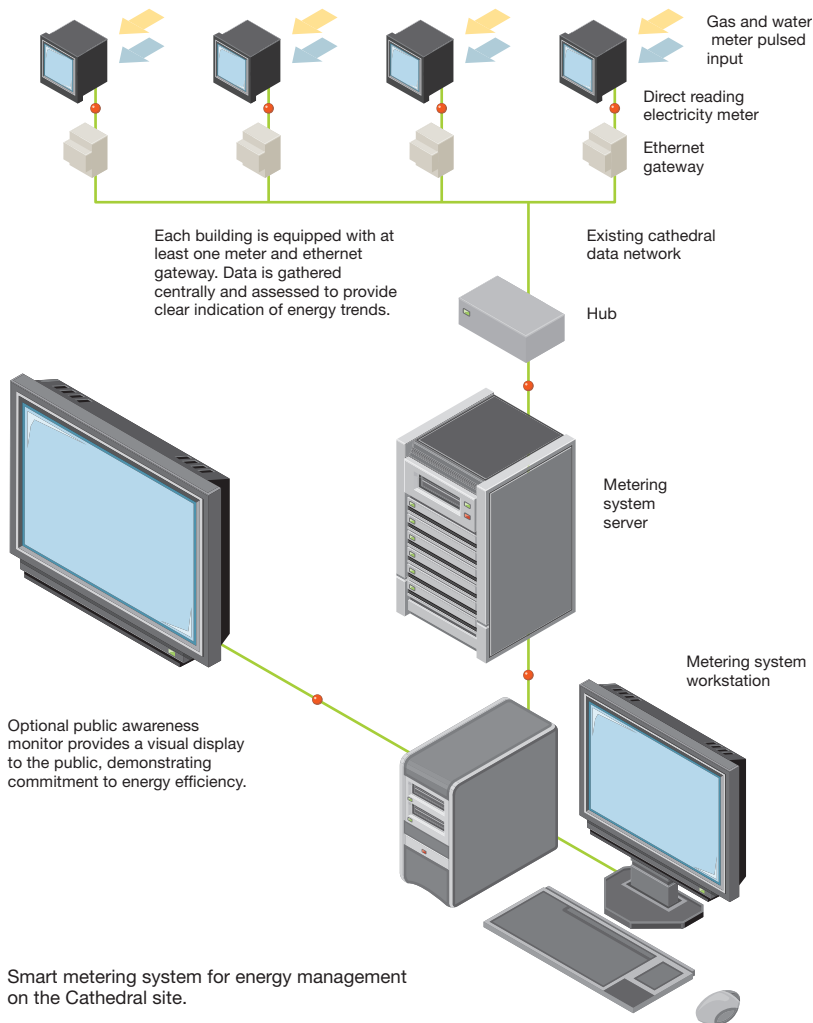 Gas and water
meter pulsed
input
Direct reading
electricity meter
Ethernet
gateway
Each building is equipped with at
least one meter and ethernet
gateway. Data is gathered
centrally and assessed to provide
clear indication of energy trends.
Existing cathedral
data network
Hub
Metering
system
server
Metering system
workstation
Optional public awareness
monitor provides a visual display
to the public, demonstrating
commitment to energy efficiency.
Smart metering system for energy management
on the Cathedral site.